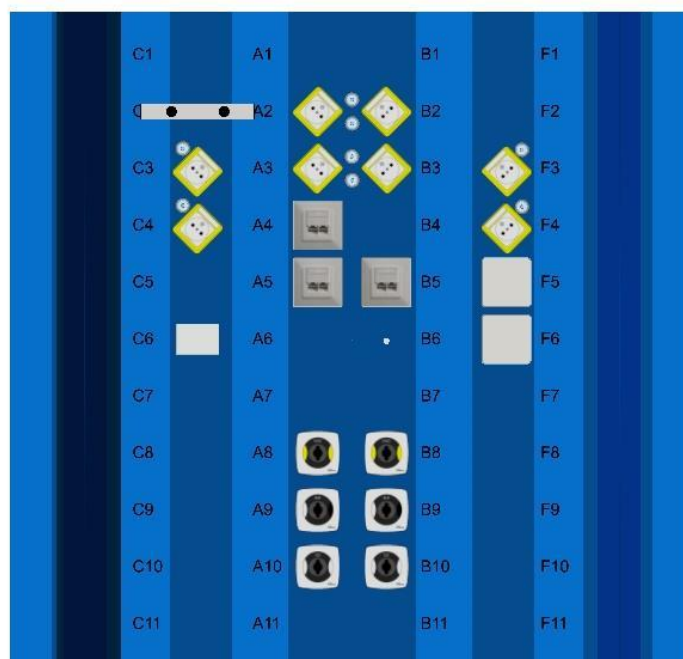 C1 A1 B1 F1
A2 B2 F2
C3 A3 B3 F3
C4 A4 B4 F4
C5 A5 B5 F5
C6 A6 B6 F6
C7 A7 B7 F7
C8 A8 B8 F8
C9 A9 B9 F9
C10 A10 B10 F10
C11 A11 B11 F11